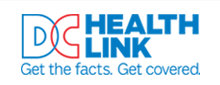 DC HEALTH
LINK
Get the facts. Get covered.